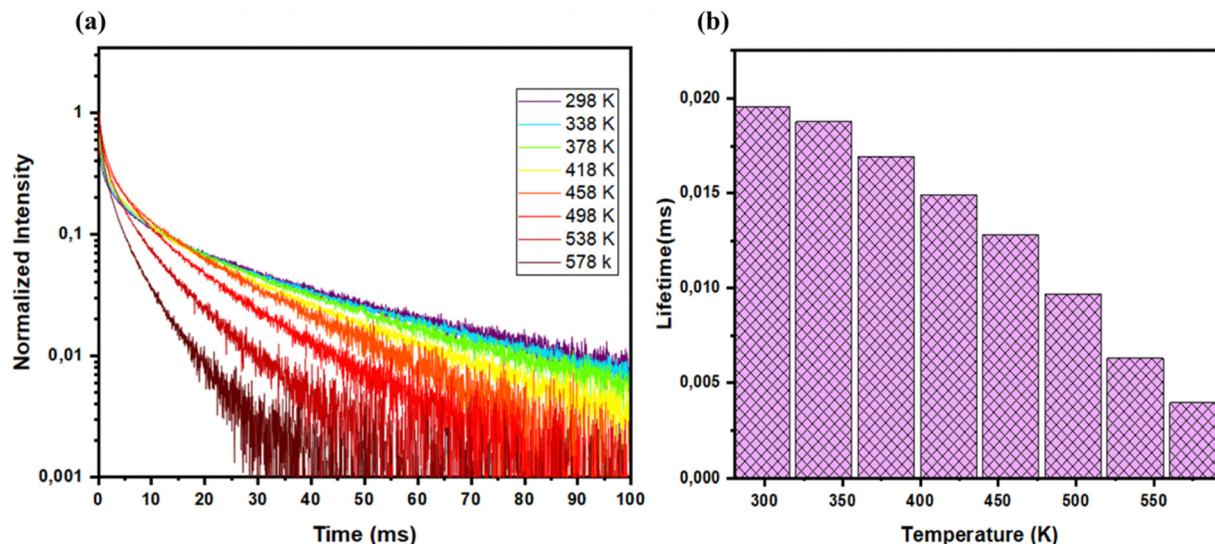 (a)
Normalized Intensity
1
0,1
0,01
0,001
0 10 20 30 40 50 60 70 80 90 100
Time (ms)
298 K
338 K
378 K
418 K
458 K
498 K
538 K
578 k
(b)
Lifetime(ms)
0,020
0,015
0,010
0,005
0,000
300 350 400 450 500 550
Temperature (K)